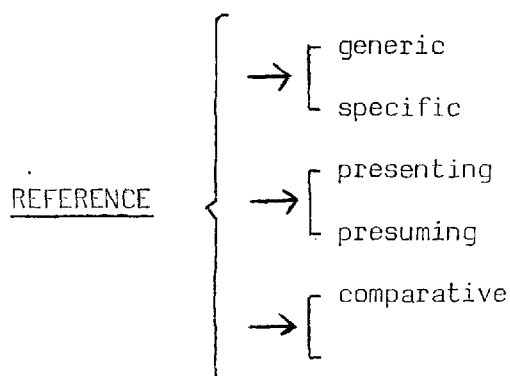 generic
specific
REFERENCE
presenting
presuming
comparative